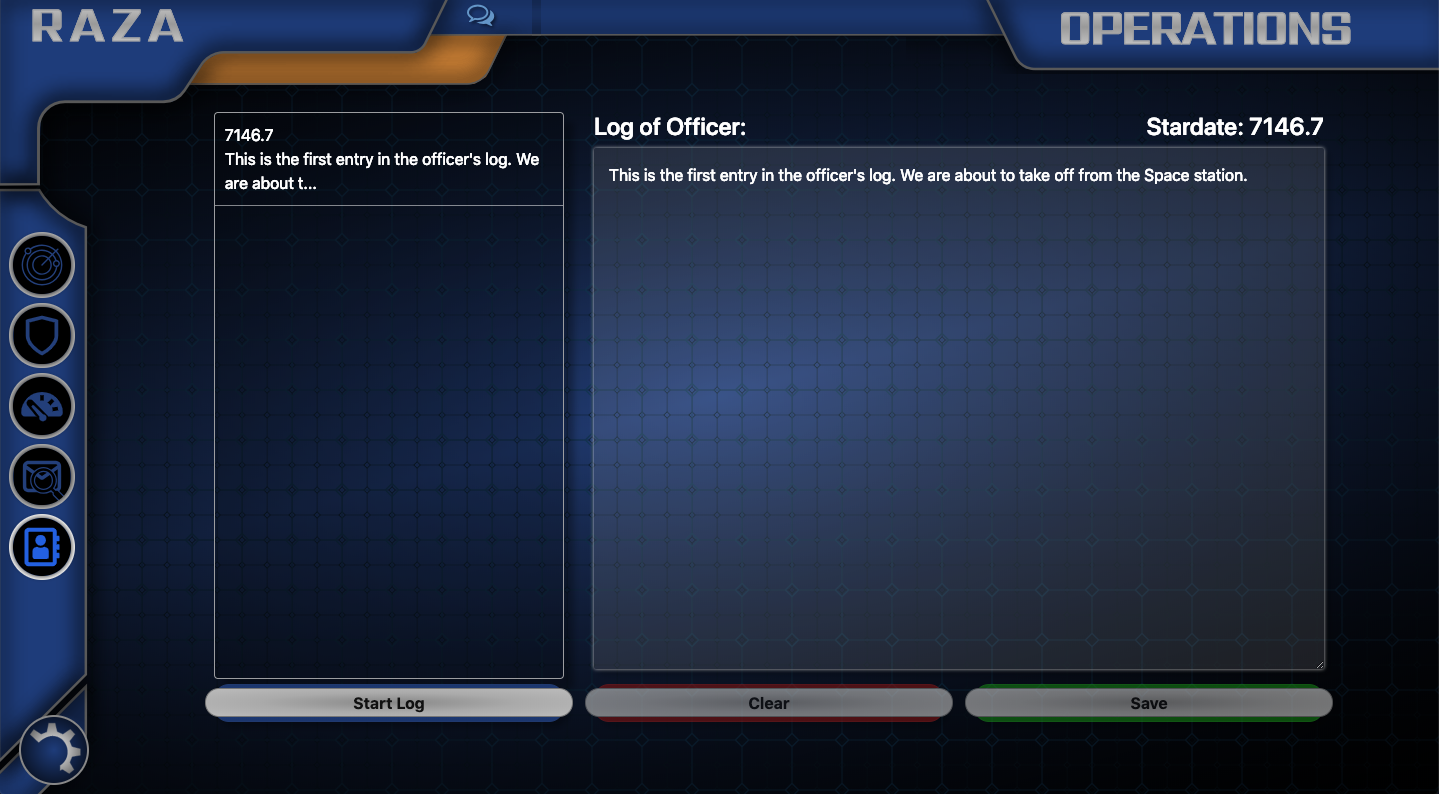 RAZA
OPERATIONS
7146.7
This is the first entry in the officer's log. We
are about t...
Log of Officer:
Stardate: 7146.7
This is the first entry in the officer's log. We are about to take off from the Space station.
Start Log
Clear
Save